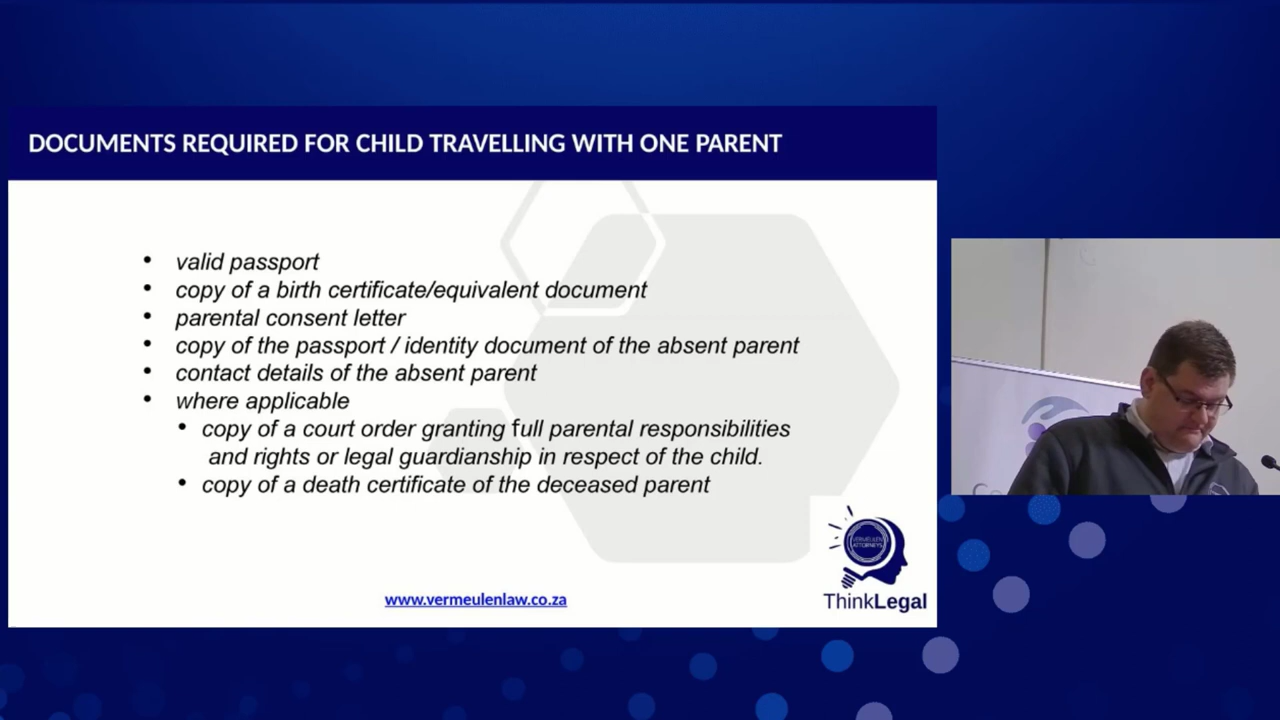 DOCUMENTS REQUIRED FOR CHILD TRAVELLING WITH ONE PARENT
• valid passport
• copy of a birth certificate/equivalent document
• parental consent letter
• copy of the passport / identity document of the absent parent
• contact details of the absent parent
• where applicable
• copy of a court order granting full parental responsibilities
and rights or legal guardianship in respect of the child.
• copy of a death certificate of the deceased parent
VERMEULEN
ATTORNEYS
ThinkLegal
www.vermeulenlaw.co.za